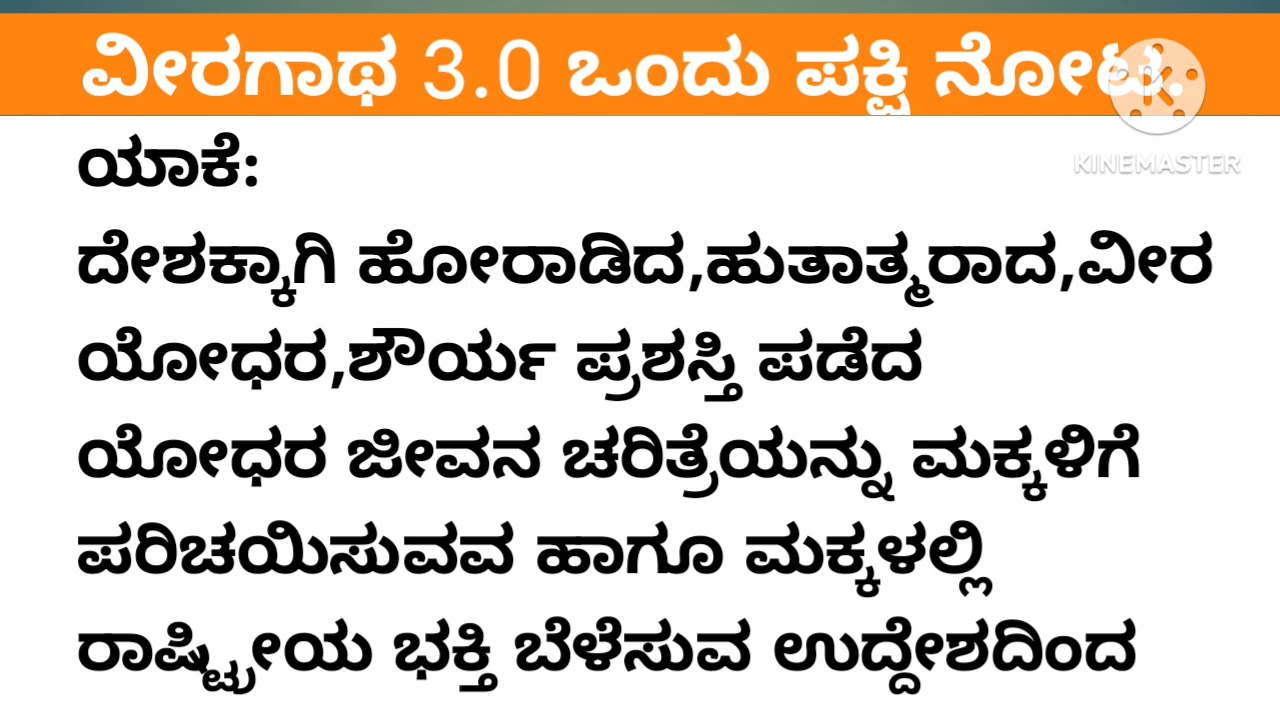 ವೀರಗಾಥ 3.0 ಒಂದು ಪಕ್ಷಿ ನೋಟ.
KINEMASTER
ಯಾಕೆ:
ದೇಶಕ್ಕಾಗಿ ಹೋರಾಡಿದ,ಹುತಾತ್ಮರಾದ,ವೀರ
ಯೋಧರ,ಶೌರ್ಯ ಪ್ರಶಸ್ತಿ ಪಡೆದ
ಯೋಧರ ಜೀವನ ಚರಿತ್ರೆಯನ್ನು ಮಕ್ಕಳಿಗೆ
ಪರಿಚಯಿಸುವವ ಹಾಗೂ ಮಕ್ಕಳಲ್ಲಿ
ರಾಷ್ಟ್ರೀಯ ಭಕ್ತಿ ಬೆಳೆಸುವ ಉದ್ದೇಶದಿಂದ